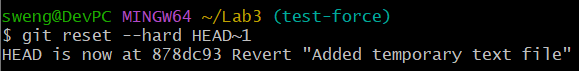 sweng@DevPC MINGW64 ~/Lab3 (test-force)
$ git reset --hard HEAD~1
HEAD is now at 878dc93 Revert "Added temporary text file"